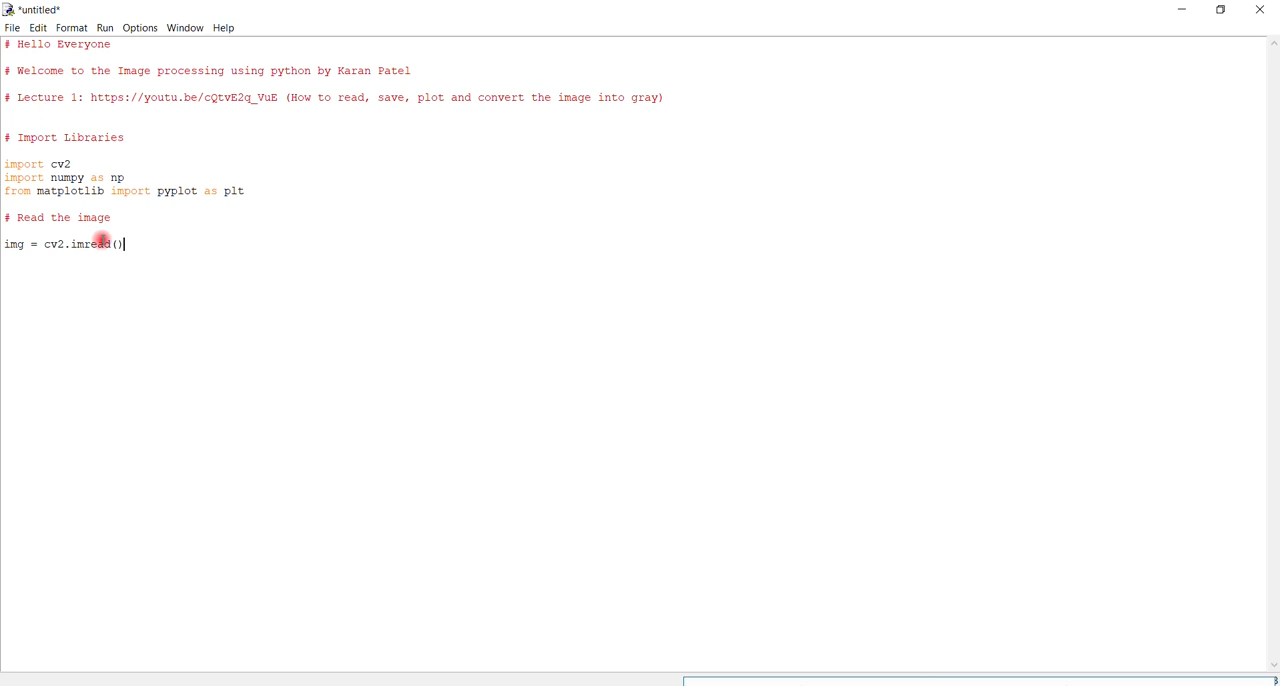 *untitled*
File Edit Format Run Options Window Help
# Hello Everyone
# Welcome to the Image processing using python by Karan Patel
# Lecture 1: https://youtu.be/cQtvE2q_VuE (How to read, save, plot and convert the image into gray)
# Import Libraries
import cv2
import numpy as np
from matplotlib import pyplot as plt
# Read the image
img = cv2.imread()